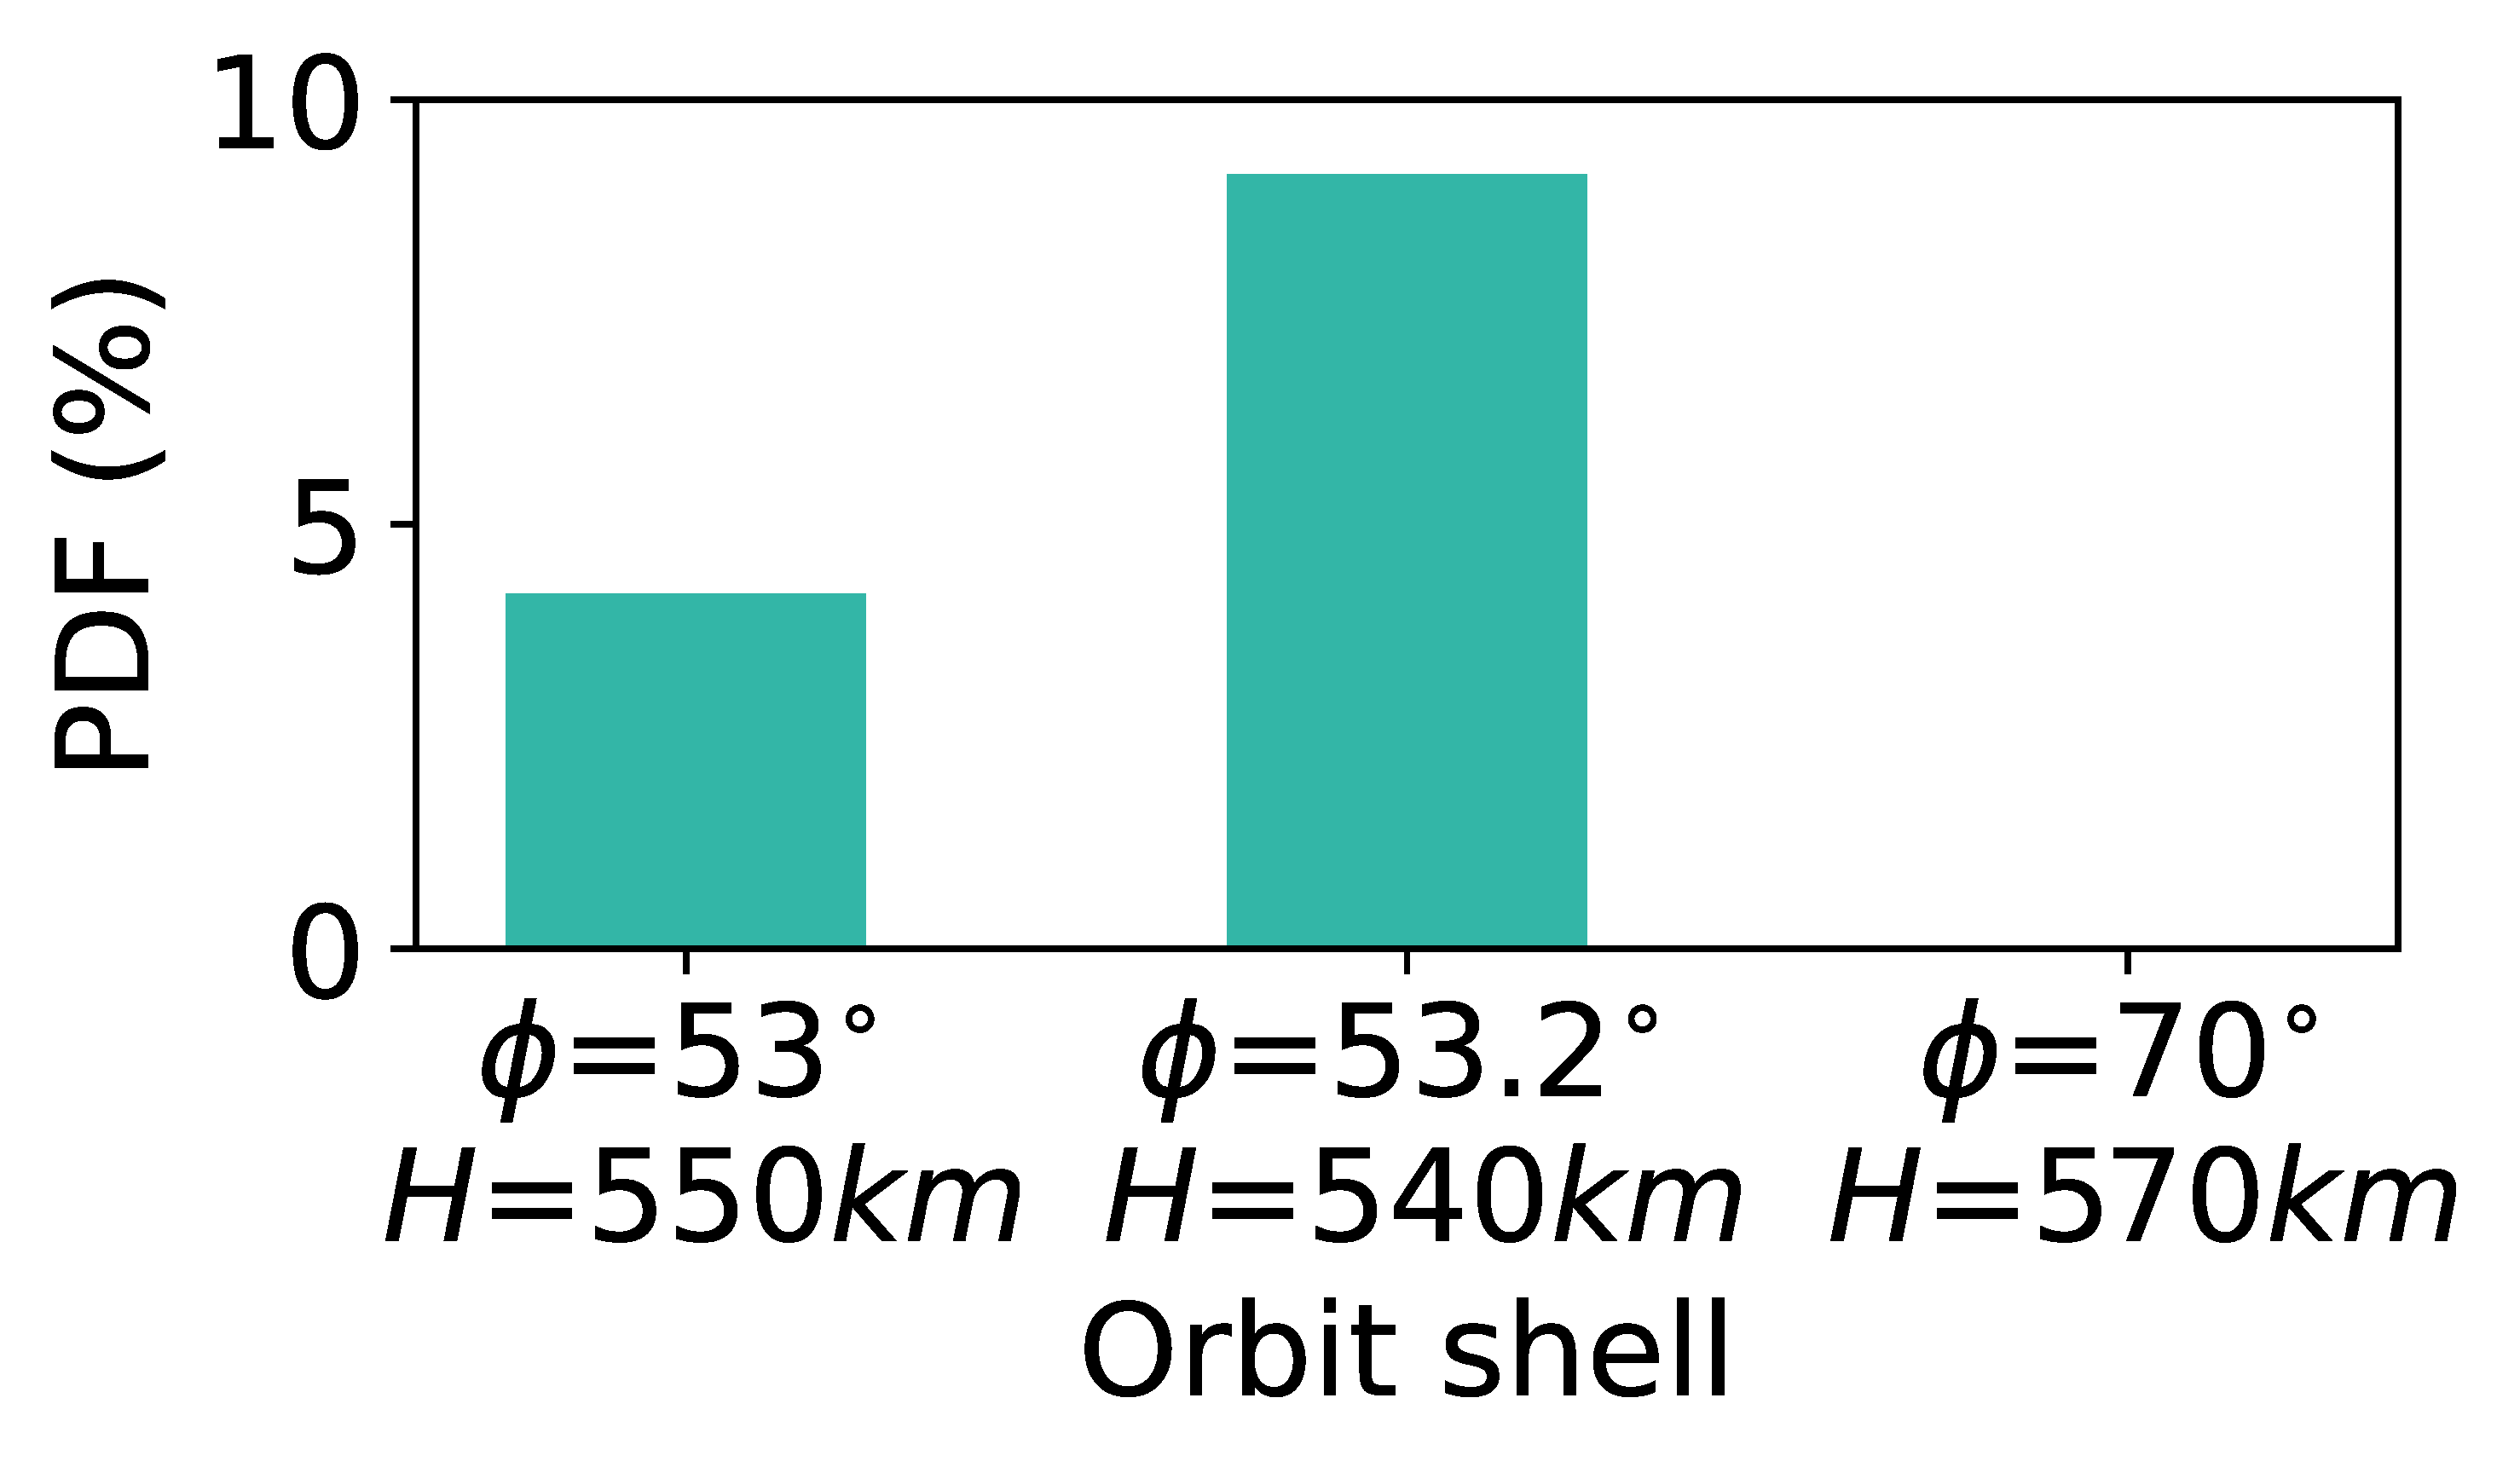 10
5
0
PDF (%)
ϕ=53° ϕ=53.2° ϕ=70°
H=550km H=540km H=570km
Orbit shell